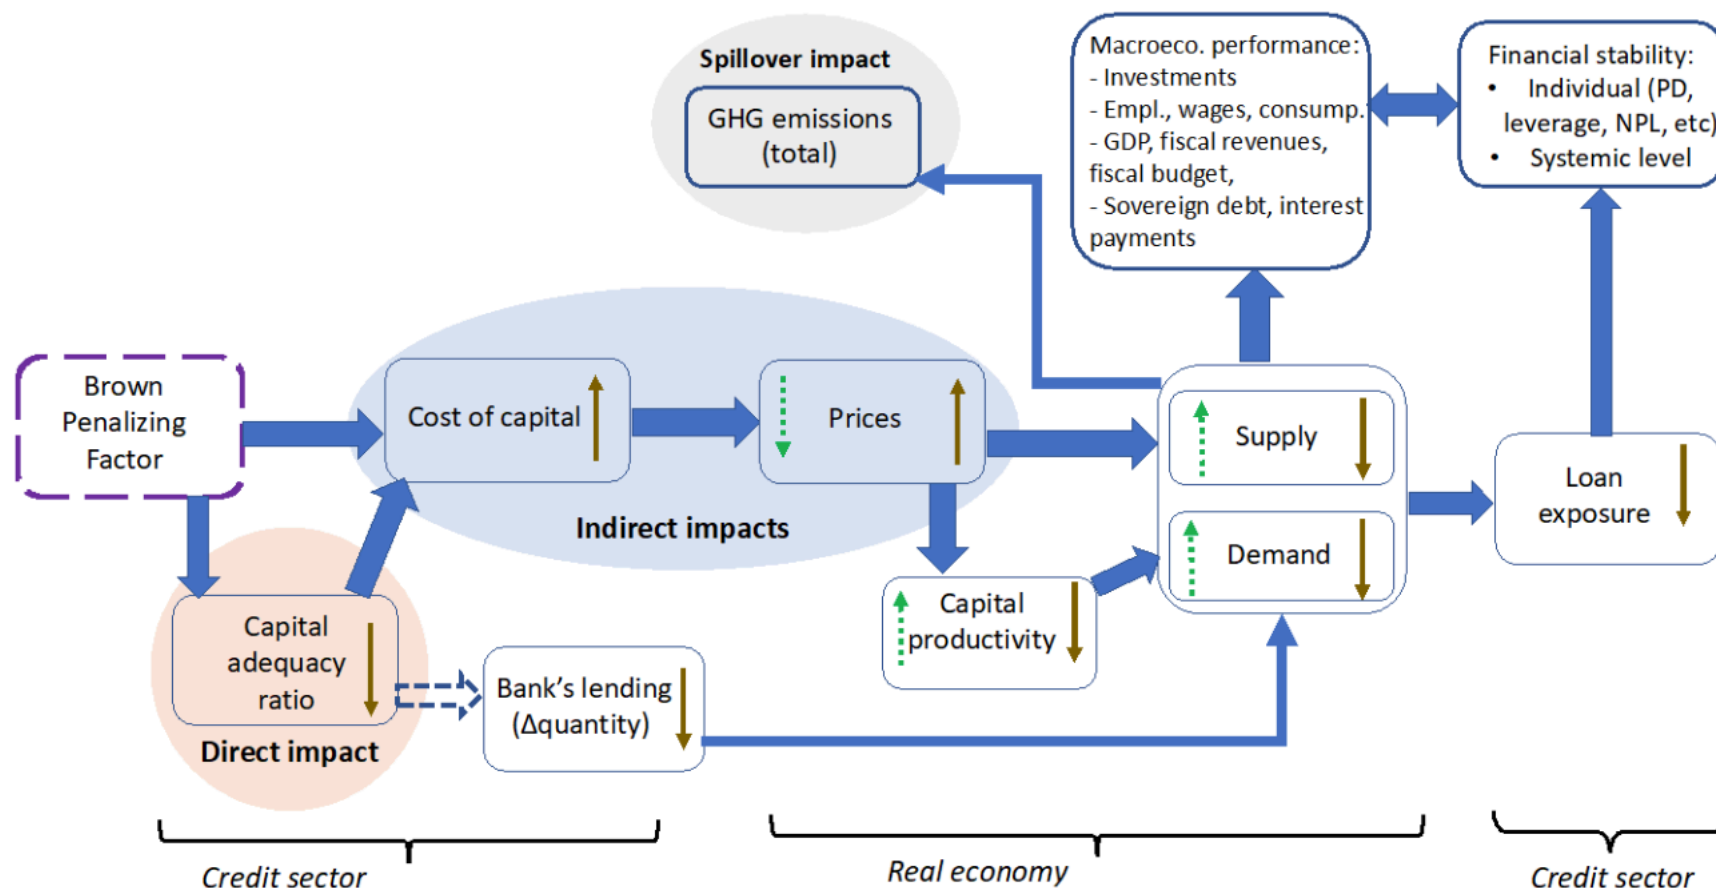 Spillover impact
GHG emissions
(total)
Macroeco. performance:
- Investments
- Empl., wages, consump.
- GDP, fiscal revenues,
fiscal budget,
- Sovereign debt, interest
payments
Financial stability:
• Individual (PD,
leverage, NPL, etc)
• Systemic level
Brown
Penalizing
Factor
Cost of capital
Prices
Indirect impacts
Supply
Demand
Loan
exposure
Capital
productivity
Capital
adequacy
ratio
Direct impact
Bank's lending
(Δquantity)
Credit sector
Real economy
Credit sector